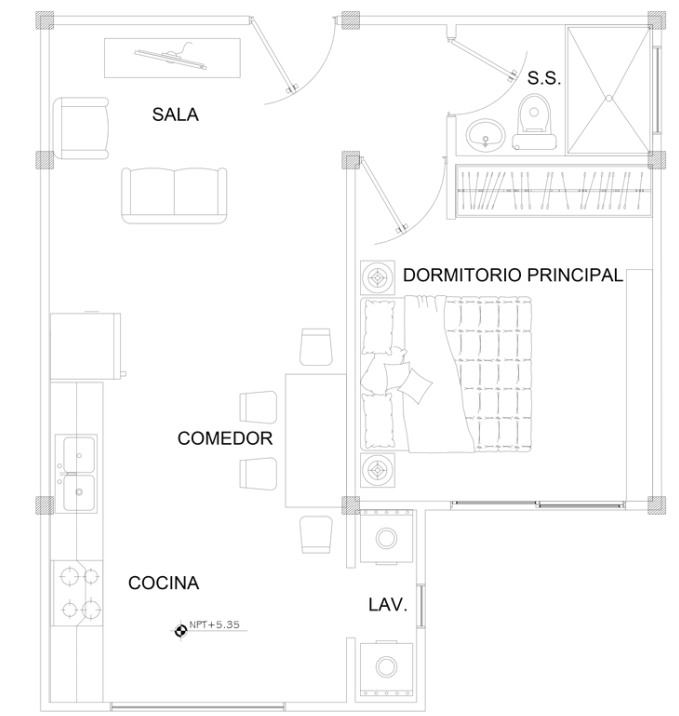 S.S.
SALA
DORMITORIO PRINCIPAL
COMEDOR
COCINA
LAV.
NPT+5.35